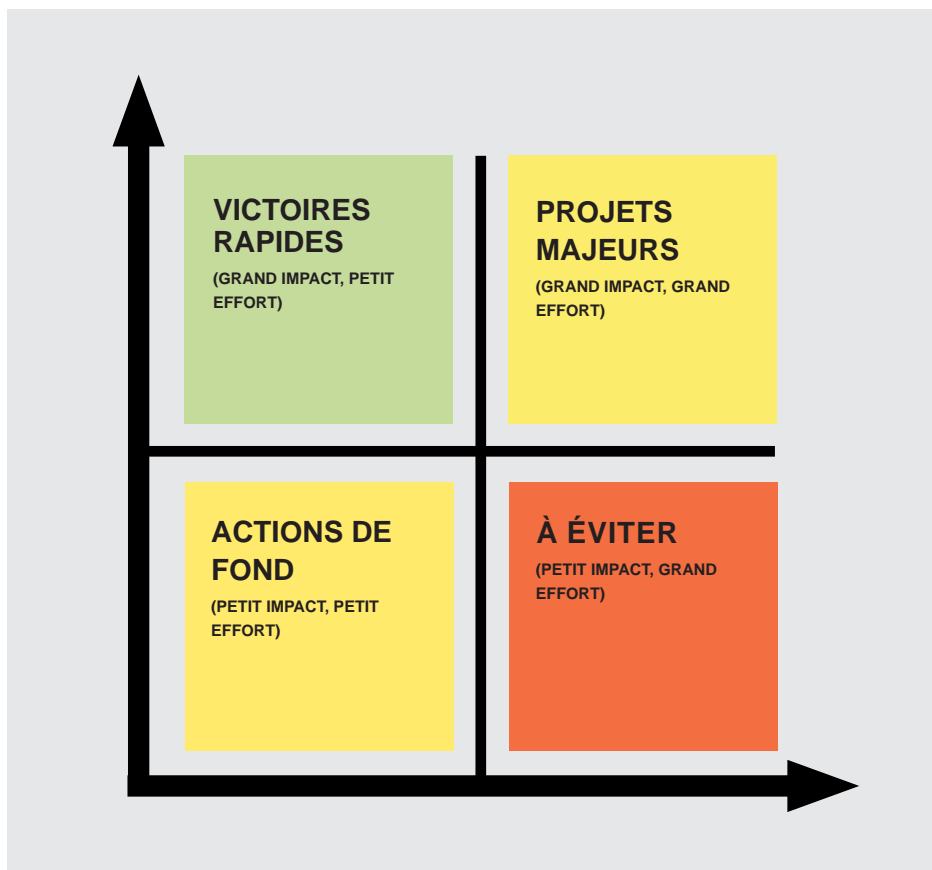 VICTOIRES
RAPIDES
(GRAND IMPACT, PETIT
EFFORT)
PROJETS
MAJEURS
(GRAND IMPACT, GRAND
EFFORT)
ACTIONS DE
FOND
(PETIT IMPACT, PETIT
EFFORT)
À ÉVITER
(PETIT IMPACT, GRAND
EFFORT)